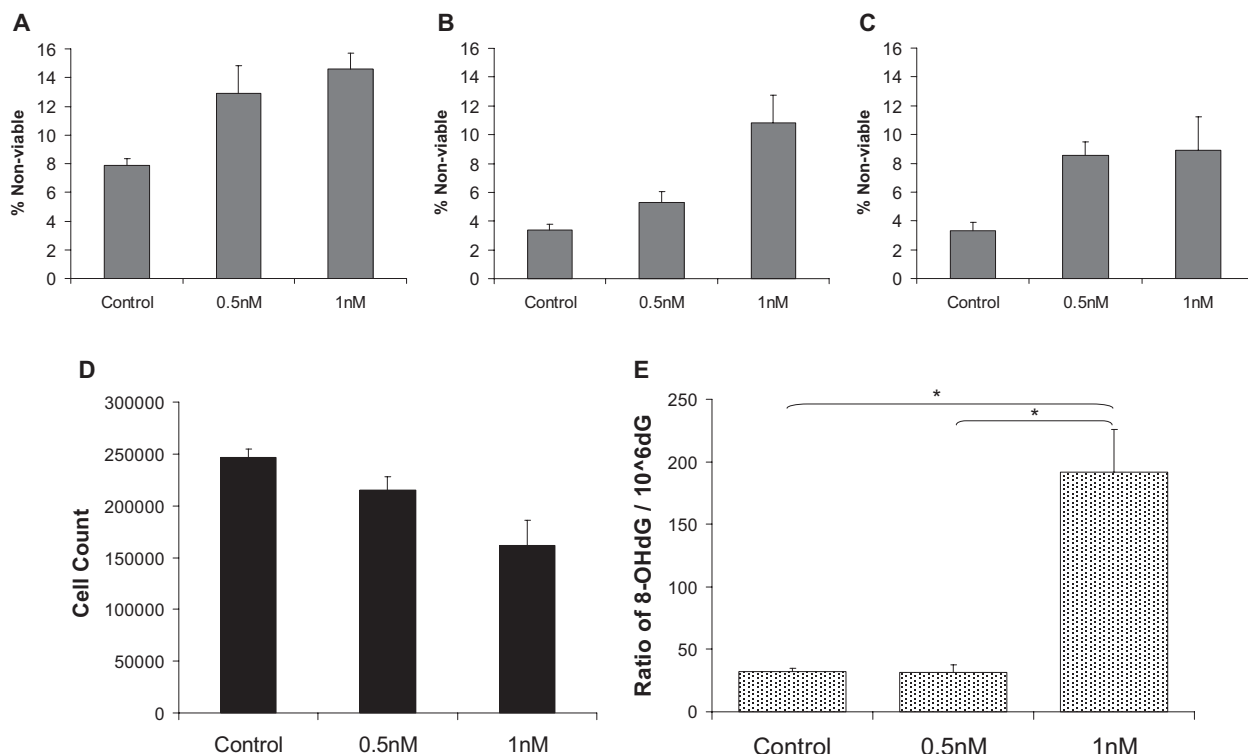 A
16
14
12
10
8
6
4
2
0
% Non-viable
Control 0.5nM 1nM
B
16
14
12
10
8
6
4
2
0
% Non-viable
Control 0.5nM 1nM
C
16
14
12
10
8
6
4
2
0
% Non-viable
Control 0.5nM 1nM
D
300000
250000
200000
150000
100000
50000
0
Cell Count
Control 0.5nM 1nM
E
250
200
150
100
50
0
Ratio of 8-OHdG / 10^6dG
*
*
Control 0.5nM 1nM